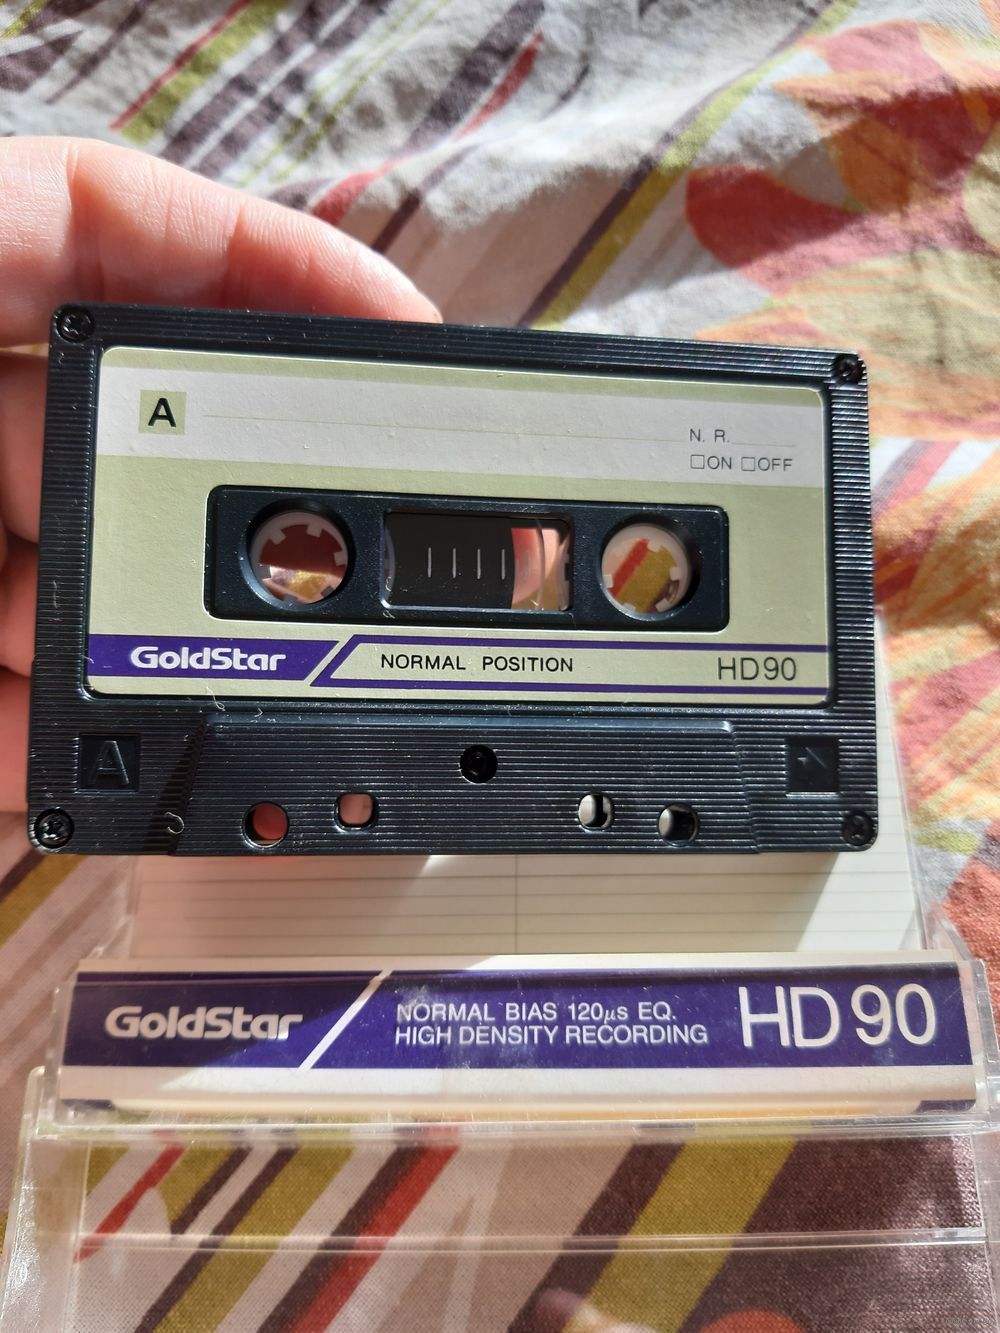 A
N. R.
☐ON ☐OFF
GoldStar
NORMAL POSITION
HD90
A
GoldStar
NORMAL BIAS 120µs EQ.
HIGH DENSITY RECORDING
HD 90